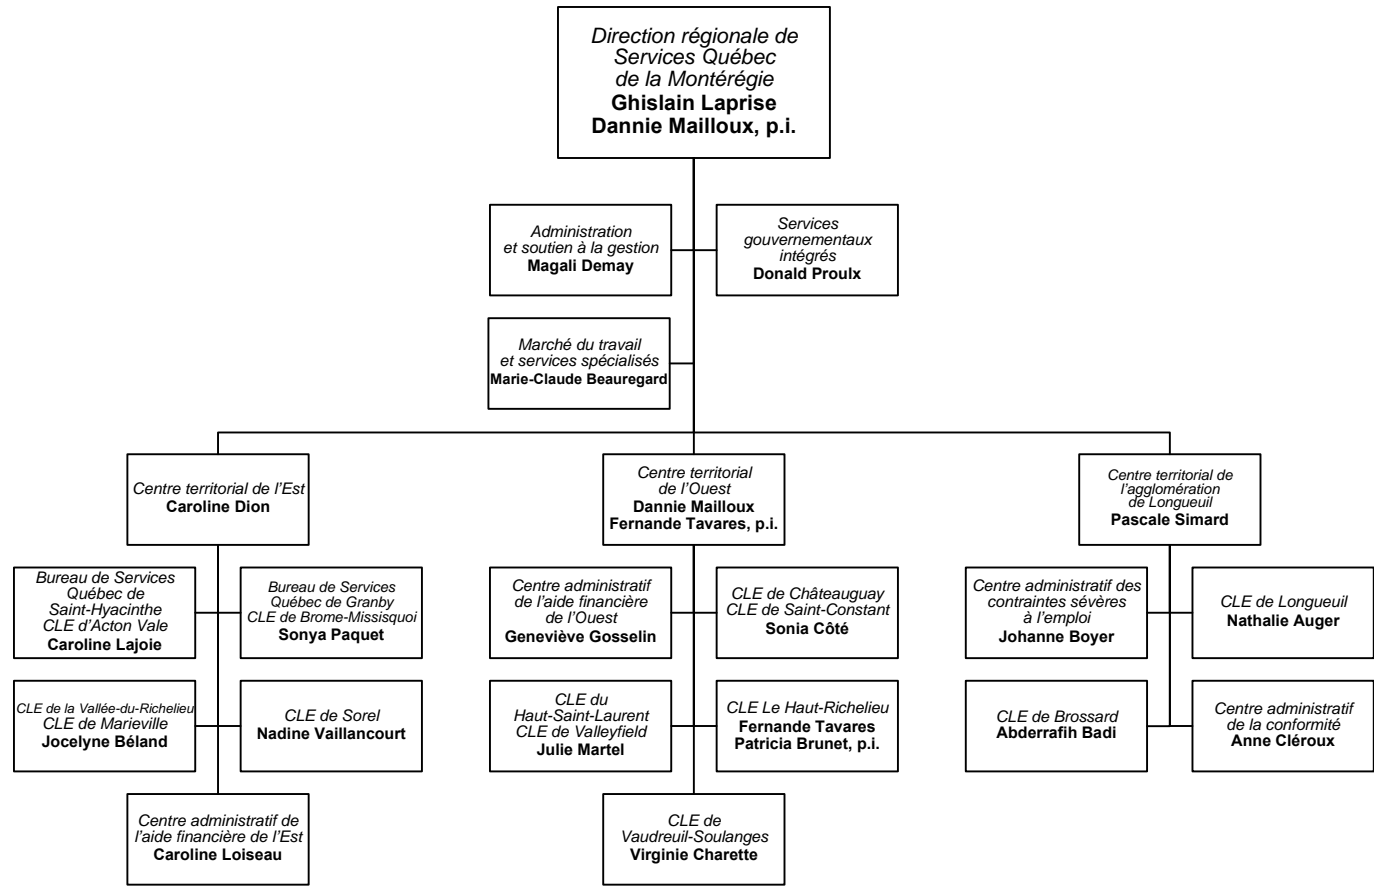 Direction régionale de
Services Québec
de la Montérégie
Ghislain Laprise
Dannie Mailloux, p.i.
Administration
et soutien à la gestion
Magali Demay
Services
gouvernementaux
intégrés
Donald Proulx
Marché du travail
et services spécialisés
Marie-Claude Beauregard
Centre territorial de l'Est
Caroline Dion
Centre territorial
de l'Ouest
Dannie Mailloux
Fernande Tavares, p.i.
Centre territorial de
l'agglomération
de Longueuil
Pascale Simard
Bureau de Services
Québec de
Saint-Hyacinthe
CLE d'Acton Vale
Caroline Lajoie
Bureau de Services
Québec de Granby
CLE de Brome-Missisquoi
Sonya Paquet
Centre administratif
de l'aide financière
de l'Ouest
Geneviève Gosselin
CLE de Châteauguay
CLE de Saint-Constant
Sonia Côté
Centre administratif des
contraintes sévères
à l'emploi
Johanne Boyer
CLE de Longueuil
Nathalie Auger
CLE de la Vallée-du-Richelieu
CLE de Marieville
Jocelyne Béland
CLE de Sorel
Nadine Vaillancourt
CLE du
Haut-Saint-Laurent
CLE de Valleyfield
Julie Martel
CLE Le Haut-Richelieu
Fernande Tavares
Patricia Brunet, p.i.
CLE de Brossard
Abderrafih Badi
Centre administratif
de la conformité
Anne Cléroux
Centre administratif de
l'aide financière de l'Est
Caroline Loiseau
CLE de
Vaudreuil-Soulanges
Virginie Charette